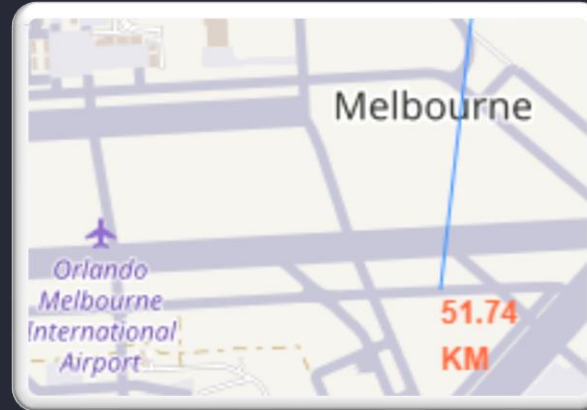 Melbourne
Orlando
Melbourne
International
Airport
51.74
KM